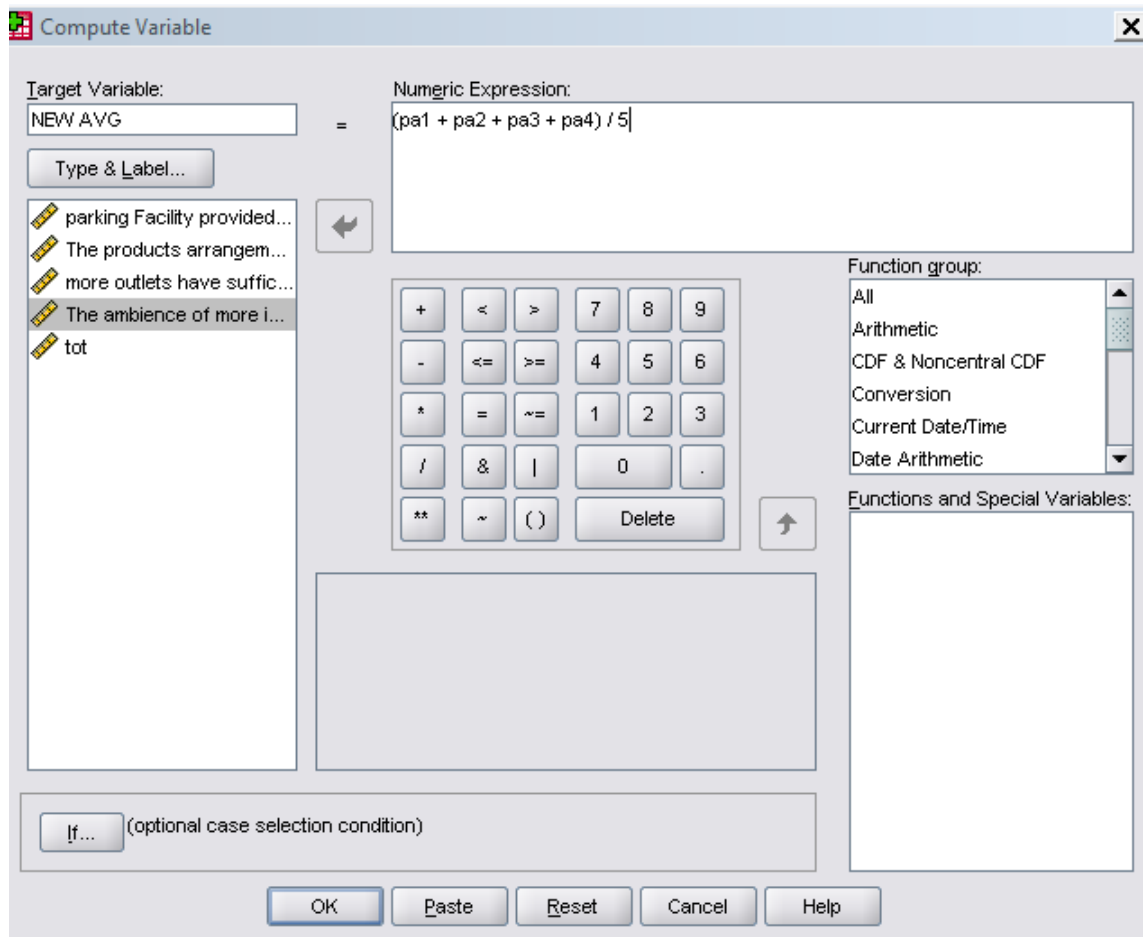 Compute Variable
Target Variable:
NEW AVG
=
Numeric Expression:
(pa1 + pa2 + pa3 + pa4) / 5
Type & Label...
parking Facility provided...
The products arrangem...
more outlets have suffic...
The ambience of more i...
tot
+ < > 7 8 9
- <= >= 4 5 6
* = ~= 1 2 3
/ & | 0 .
** ~ ( ) Delete
Function group:
All
Arithmetic
CDF & Noncentral CDF
Conversion
Current Date/Time
Date Arithmetic
Functions and Special Variables:
If... (optional case selection condition)
OK Paste Reset Cancel Help